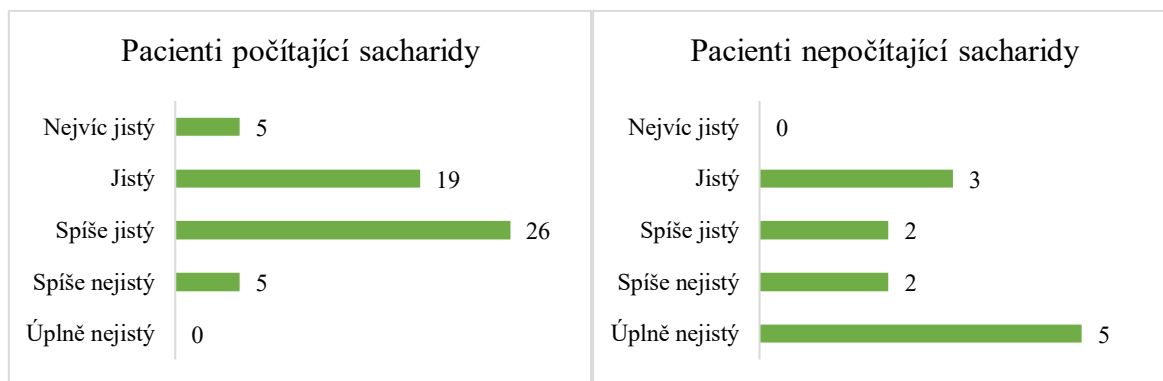 Pacienti počítající sacharidy
Nejvíc jistý 5
Jistý 19
Spíše jistý 26
Spíše nejistý 5
Úplně nejistý 0
Pacienti nepočítající sacharidy
Nejvíc jistý 0
Jistý 3
Spíše jistý 2
Spíše nejistý 2
Úplně nejistý 5